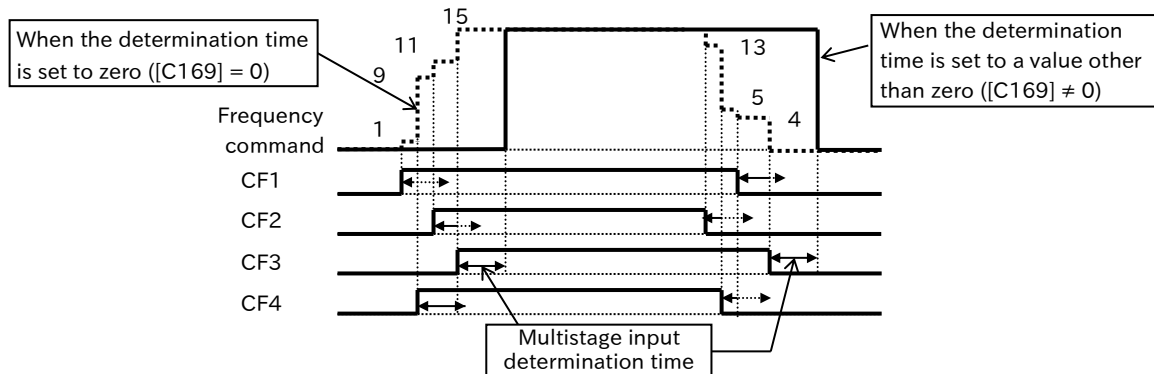 15
When the determination time
is set to zero ([C169] = 0)
11
9
13
When the determination
time is set to a value other
than zero ([C169] ≠ 0)
5
4
1
Frequency
command
CF1
CF2
CF3
CF4
Multistage input
determination time